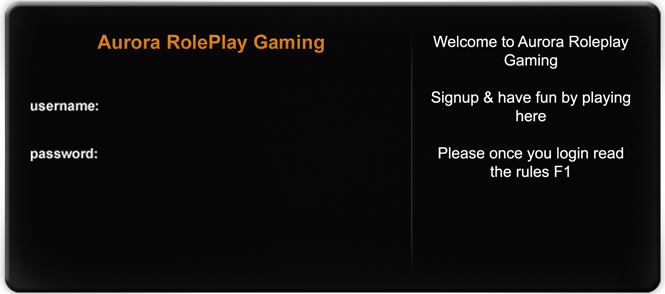 Aurora RolePlay Gaming
username:
password:
Welcome to Aurora Roleplay
Gaming
Signup & have fun by playing
here
Please once you login read
the rules F1